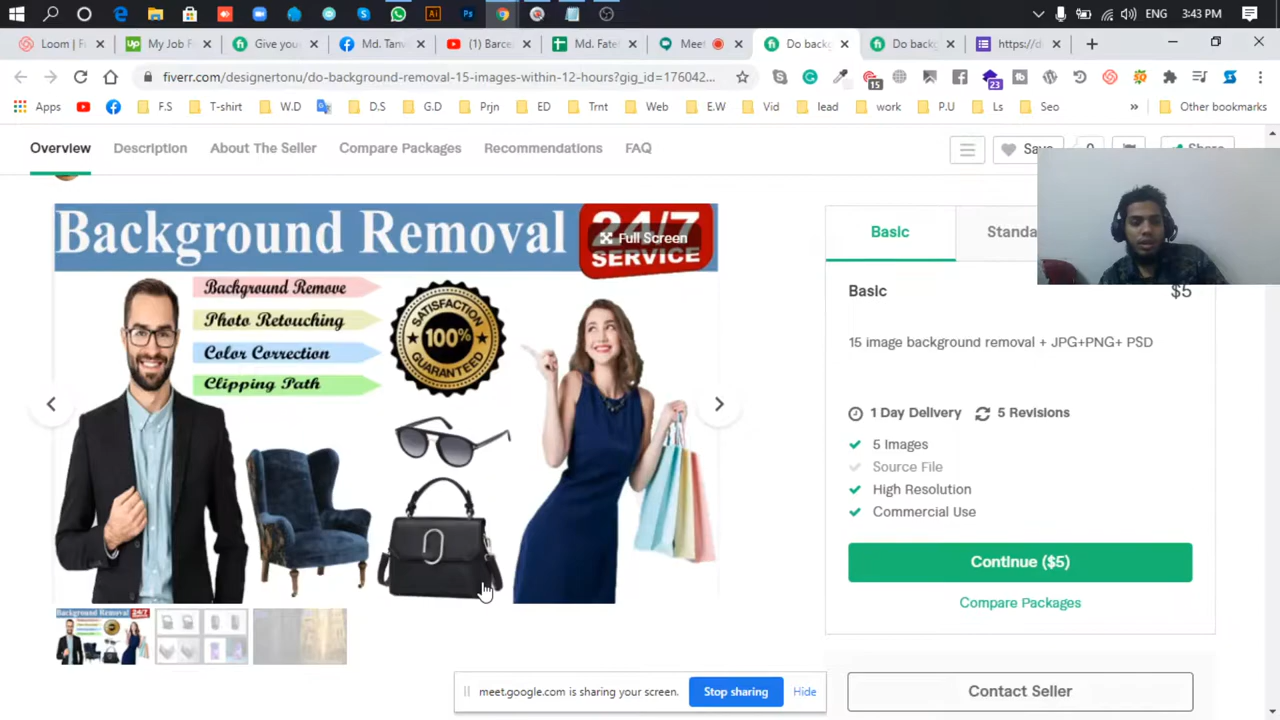 ENG
3:43 PM
Loom | F
My Job F
Give you
Md. Tan
(1) Barce
Md. Fate
Meet
Do back
Do back
https://d
fiverr.com/designertonu/do-background-removal-15-images-within-12-hours?gig_id=176042...
15
23
Apps
F.S
T-shirt
W.D
D.S
G.D
Prjn
ED
Trnt
Web
E.W
Vid
lead
work
P.U
Ls
Seo
»
Other bookmarks
Overview
Description
About The Seller
Compare Packages
Recommendations
FAQ
Save
Share
Background Removal
24/7
SERVICE
Full Screen
Background Remove
Photo Retouching
Color Correction
Clipping Path
SATISFACTION
100%
GUARANTEED
Basic
Standa
Basic
$5
15 image background removal + JPG+PNG+ PSD
1 Day Delivery
5 Revisions
5 Images
Source File
High Resolution
Commercial Use
Continue ($5)
Compare Packages
Contact Seller
meet.google.com is sharing your screen.
Stop sharing
Hide